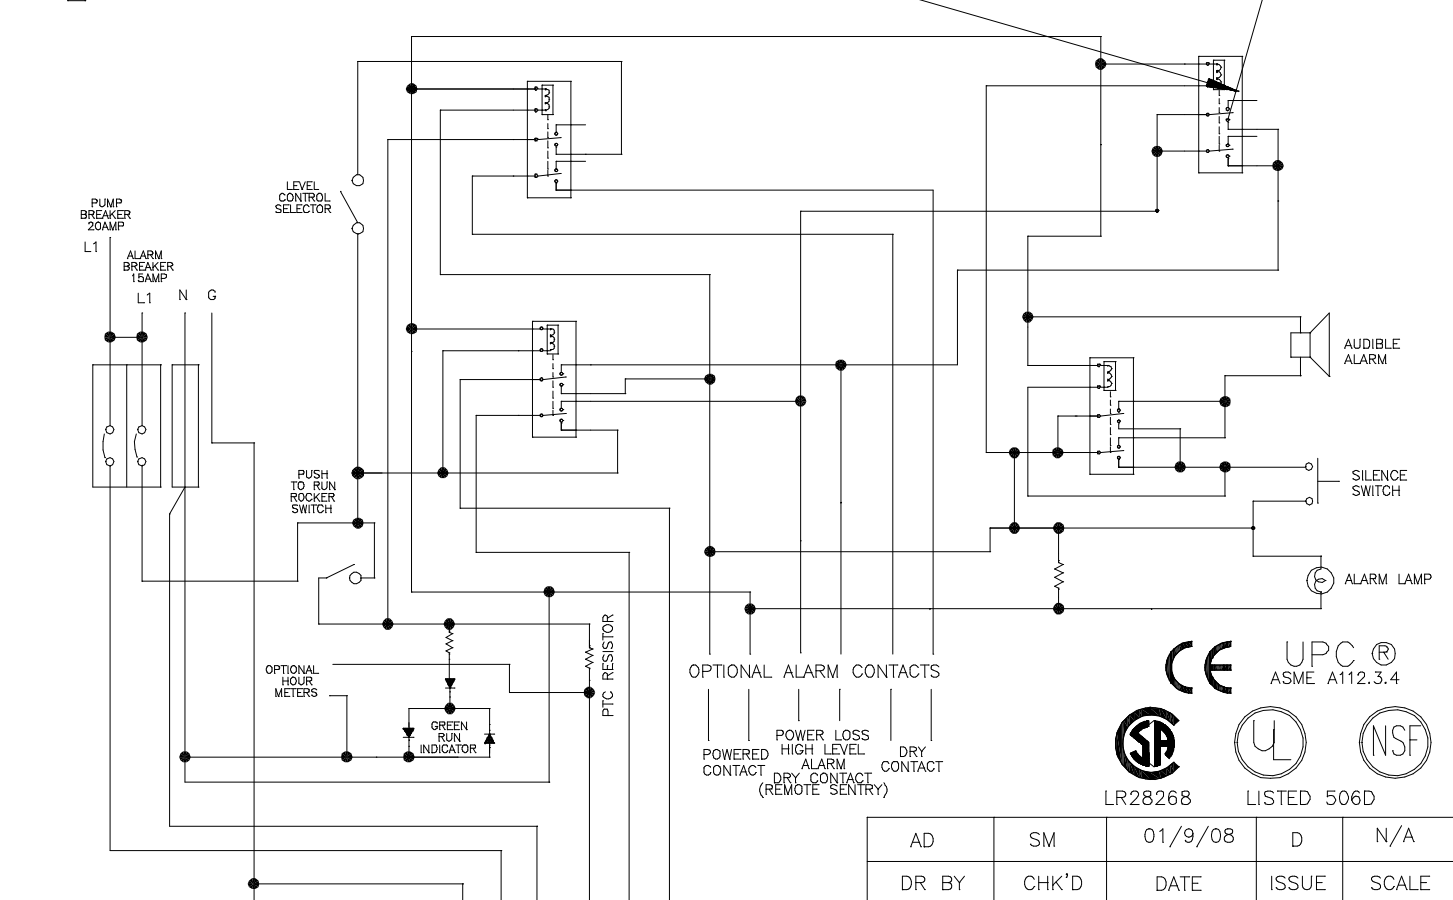 PUMP
BREAKER
20AMP
L1
ALARM
BREAKER
15AMP
L1
N
G
LEVEL
CONTROL
SELECTOR
PUSH
TO RUN
ROCKER
SWITCH
OPTIONAL
HOUR
METERS
GREEN
RUN
INDICATOR
PTC RESISTOR
AUDIBLE
ALARM
SILENCE
SWITCH
ALARM LAMP
OPTIONAL ALARM CONTACTS
POWERED
CONTACT
POWER LOSS
HIGH LEVEL
ALARM
DRY CONTACT
(REMOTE SENTRY)
DRY
CONTACT
CE
UPC ®
ASME A112.3.4
SA
UL
NSF
LR28268
LISTED 506D
AD SM 01/9/08 D N/A
DR BY CHK'D DATE ISSUE SCALE